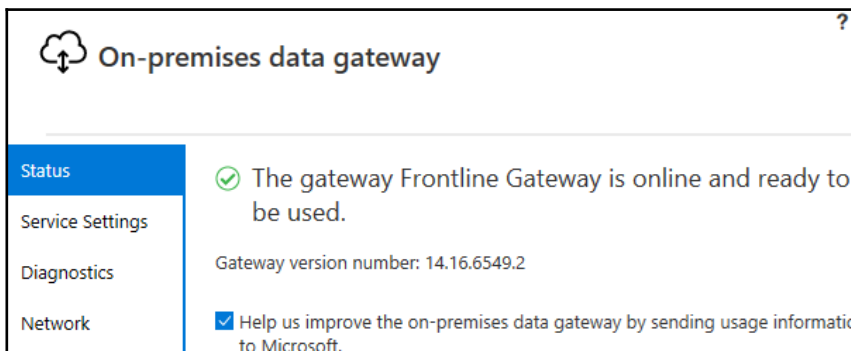 ?
On-premises data gateway
Status
The gateway Frontline Gateway is online and ready to
be used.
Service Settings
Gateway version number: 14.16.6549.2
Diagnostics
Network
Help us improve the on-premises data gateway by sending usage informatio
to Microsoft.